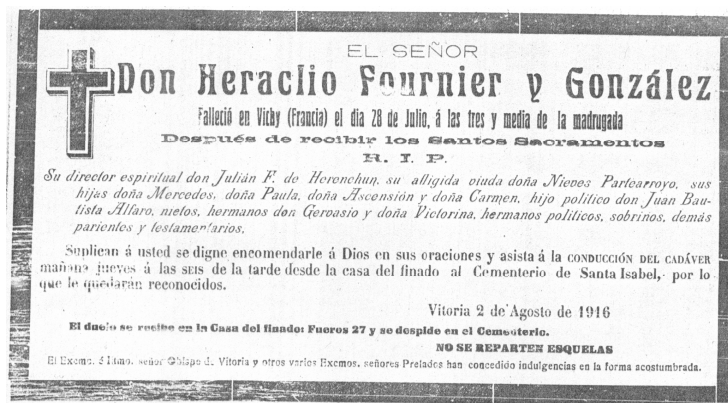 EL SEÑOR
Don Heraclio Fournier y González
Falleció en Vichy (Francia) el dia 28 de Julio, á las tres y media de la madrugada
Después de recibir los Santos Sacramentos
R. I. P.
Su director espiritual don Julián F. de Herenchun, su afligida viuda doña Nieves Partearroyo, sus
hijas doña Mercedes, doña Paula, doña Ascensión y doña Carmen, hijo político don Juan Bau-
tista Alfaro, nietos, hermanos don Gervasio y doña Victorina, hermanos políticos, sobrinos, demás
parientes y testamentarios,
Suplican á usted se digne encomendarle á Dios en sus oraciones y asista á la CONDUCCIÓN DEL CADÁVER
mañana jueves á las SEIS de la tarde desde la casa del finado al Cementerio de Santa Isabel, por lo
que le quedarán reconocidos.
Vitoria 2 de Agosto de 1916
El duelo se recibe en la Casa del finado: Fueros 27 y se despide en el Cementerio.
NO SE REPARTEN ESQUELAS
El Excmo. é Iltmo. señor Obispo de Vitoria y otros varios Excmos. señores Prelados han concedido indulgencias en la forma acostumbrada.